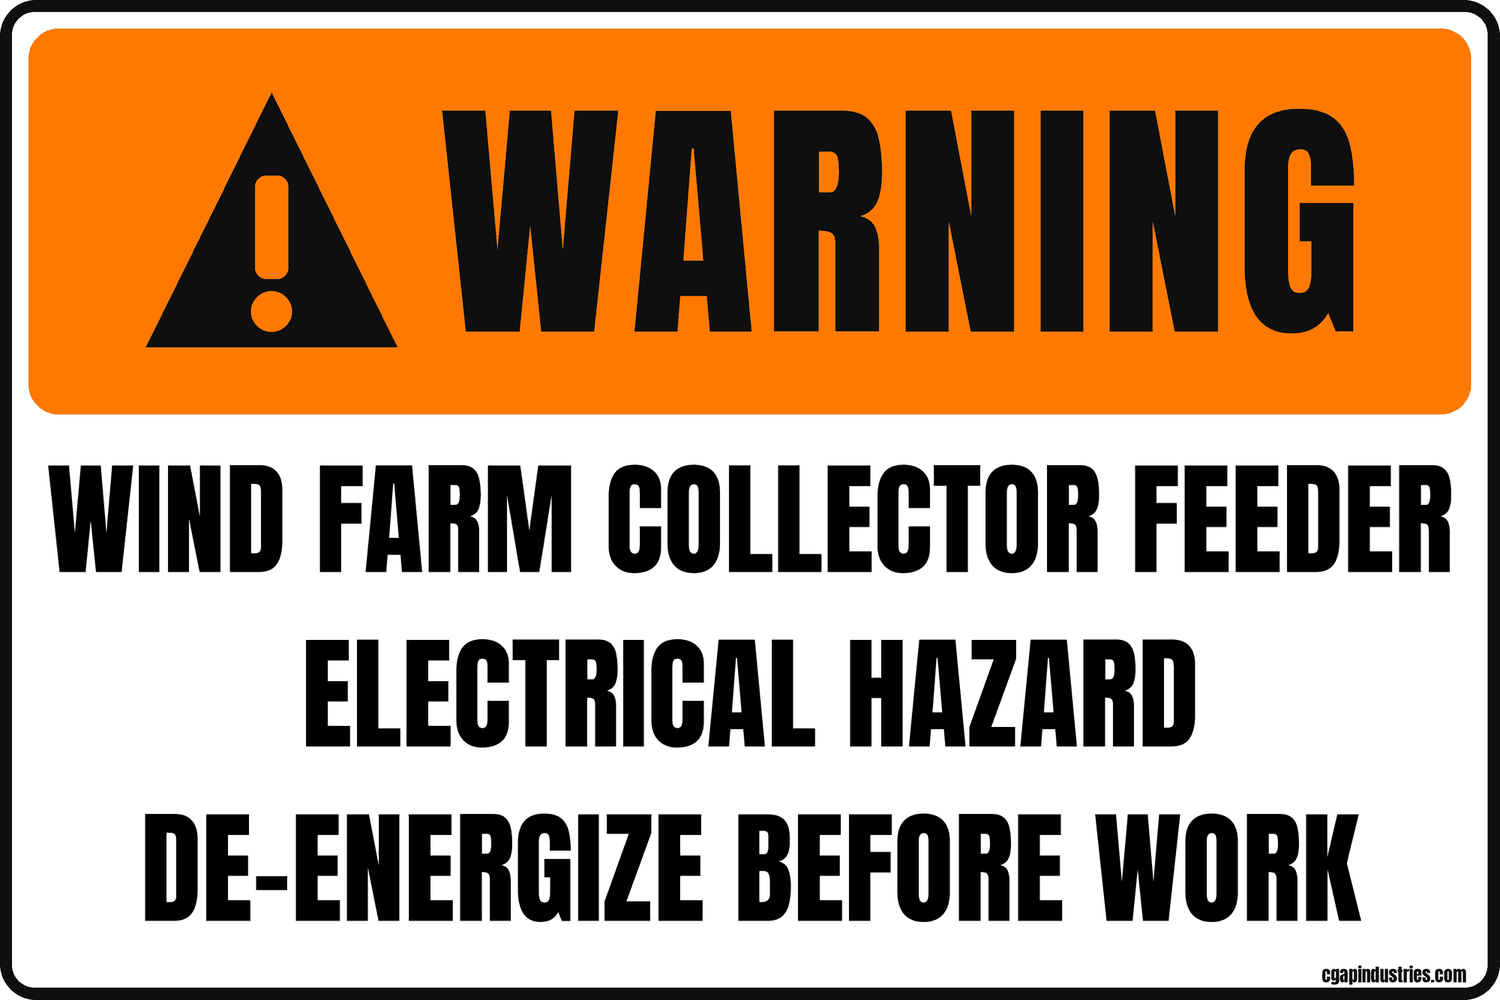 WARNING
WIND FARM COLLECTOR FEEDER
ELECTRICAL HAZARD
DE-ENERGIZE BEFORE WORK
cgapindustries.com